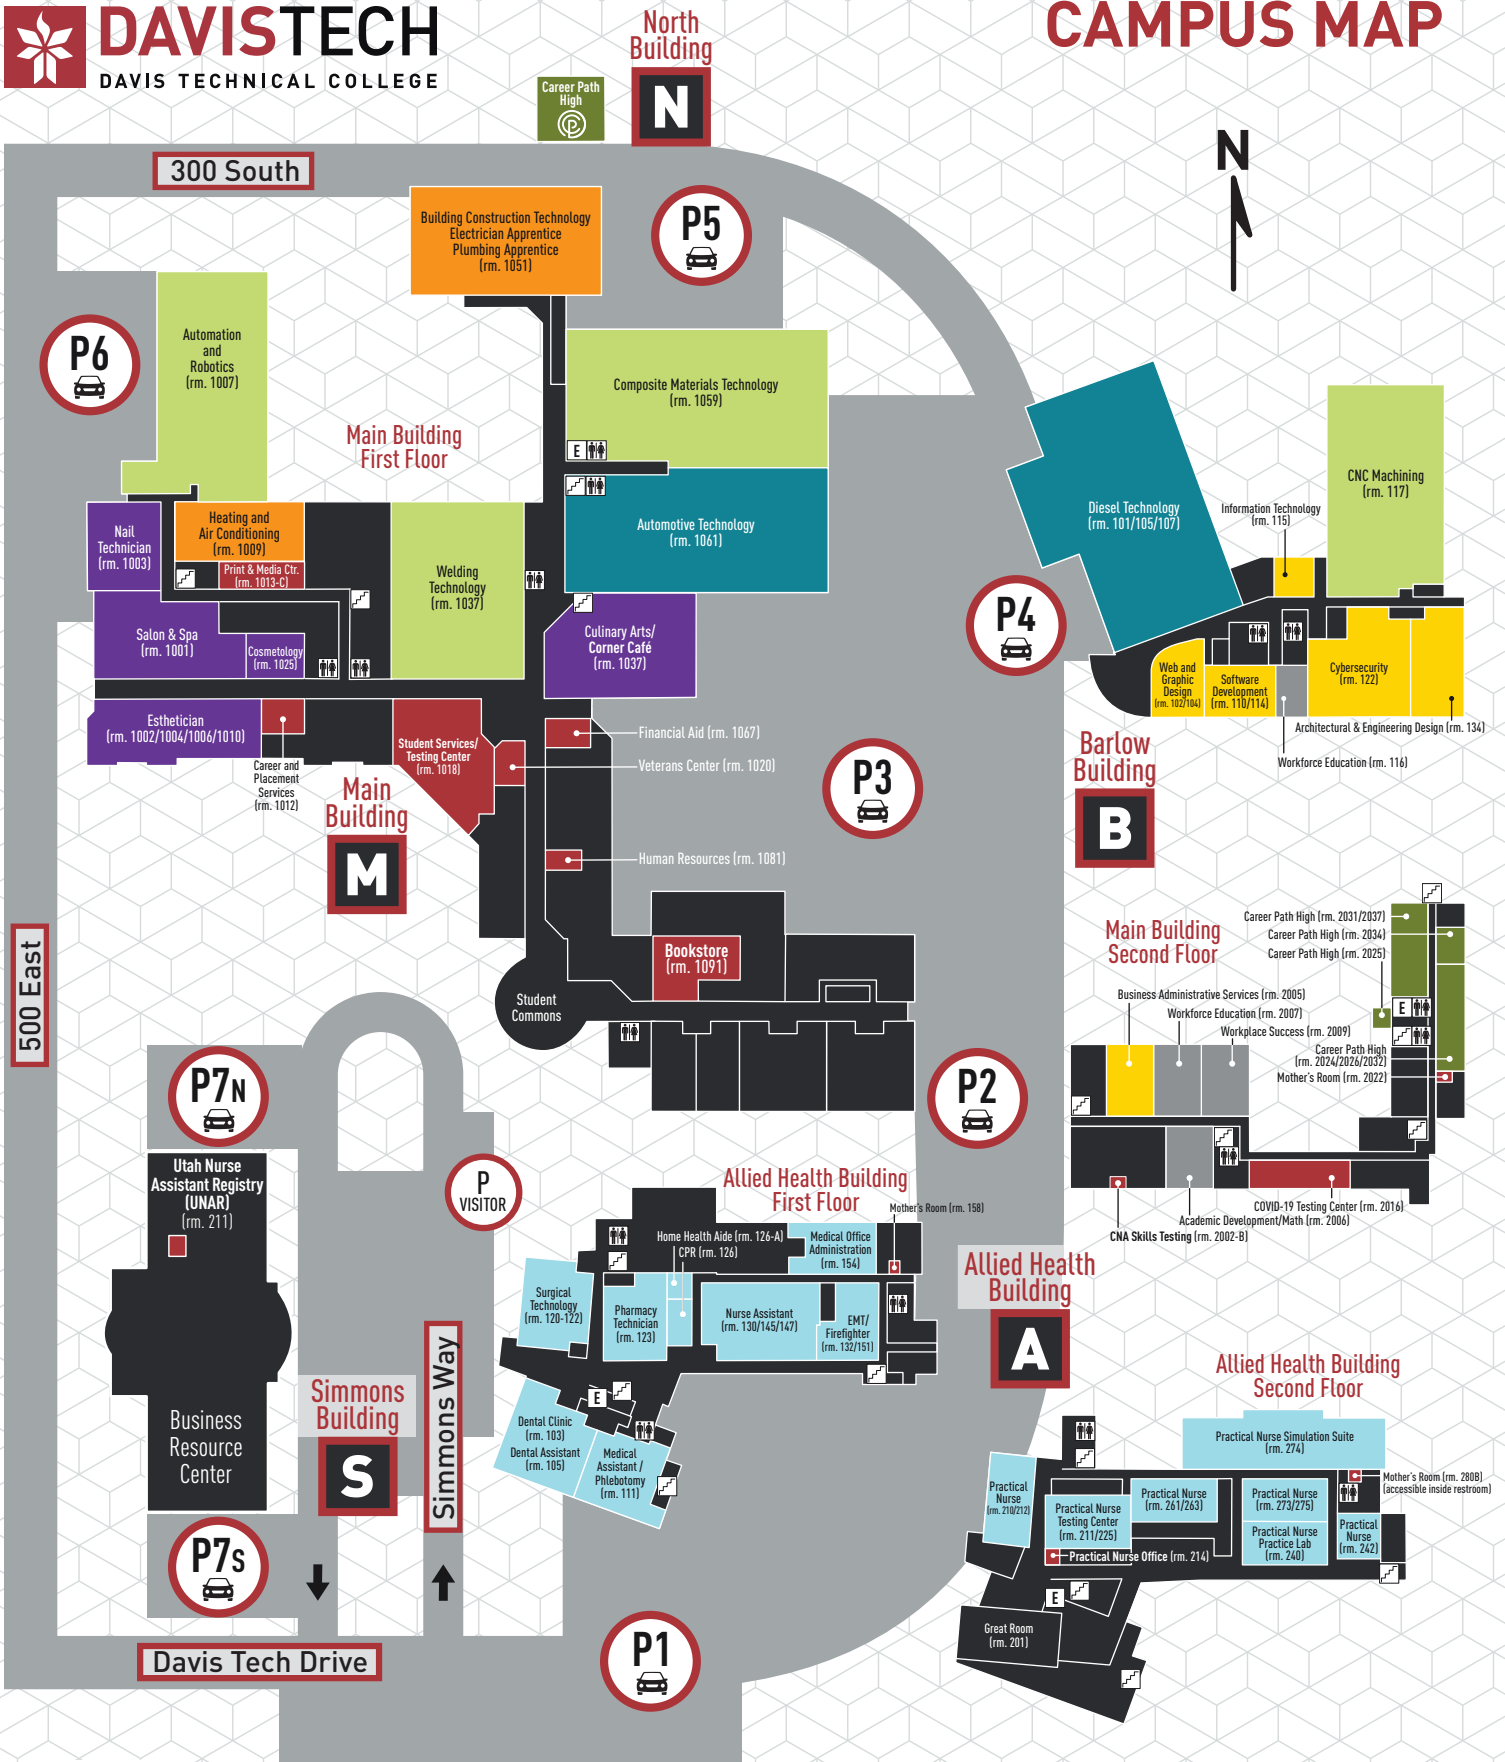 DAVISTECH
DAVIS TECHNICAL COLLEGE
CAMPUS MAP
North
Building
N
Career Path
High
N
300 South
P5
Building Construction Technology
Electrician Apprentice
Plumbing Apprentice
(rm. 1051)
P6
Automation
and
Robotics
(rm. 1007)
Composite Materials Technology
(rm. 1059)
E
Main Building
First Floor
Nail
Technician
(rm. 1003)
Heating and
Air Conditioning
(rm. 1009)
Print & Media Ctr.
(rm. 1013-C)
Welding
Technology
(rm. 1037)
Automotive Technology
(rm. 1061)
Salon & Spa
(rm. 1001)
Cosmetology
(rm. 1025)
Culinary Arts/
Corner Café
(rm. 1037)
Esthetician
(rm. 1002/1004/1006/1010)
Career and
Placement
Services
(rm. 1012)
Student Services/
Testing Center
(rm. 1018)
Financial Aid (rm. 1067)
Veterans Center (rm. 1020)
Human Resources (rm. 1081)
Main
Building
M
Bookstore
(rm. 1091)
Student
Commons
P3
P4
Diesel Technology
(rm. 101/105/107)
Information Technology
(rm. 115)
CNC Machining
(rm. 117)
Web and
Graphic
Design
(rm. 102/104)
Software
Development
(rm. 110/114)
Cybersecurity
(rm. 122)
Architectural & Engineering Design (rm. 134)
Workforce Education (rm. 116)
Barlow
Building
B
Main Building
Second Floor
Career Path High (rm. 2031/2037)
Career Path High (rm. 2034)
Career Path High (rm. 2025)
E
Business Administrative Services (rm. 2005)
Workforce Education (rm. 2007)
Workplace Success (rm. 2009)
Career Path High
(rm. 2024/2026/2032)
Mother's Room (rm. 2022)
COVID-19 Testing Center (rm. 2016)
Academic Development/Math (rm. 2006)
CNA Skills Testing (rm. 2002-B)
500 East
P7N
P2
P
VISITOR
Utah Nurse
Assistant Registry
(UNAR)
(rm. 211)
Business
Resource
Center
Simmons
Building
S
Simmons Way
P7S
Davis Tech Drive
P1
Allied Health Building
First Floor
Mother's Room (rm. 158)
Home Health Aide (rm. 126-A)
CPR (rm. 126)
Medical Office
Administration
(rm. 154)
Surgical
Technology
(rm. 120-122)
Pharmacy
Technician
(rm. 123)
Nurse Assistant
(rm. 130/145/147)
EMT/
Firefighter
(rm. 132/151)
E
Dental Clinic
(rm. 103)
Dental Assistant
(rm. 105)
Medical
Assistant /
Phlebotomy
(rm. 111)
Allied Health
Building
A
Allied Health Building
Second Floor
Practical Nurse Simulation Suite
(rm. 274)
Mother's Room (rm. 280B)
(accessible inside restroom)
Practical
Nurse
(rm. 210/212)
Practical Nurse
Testing Center
(rm. 211/225)
Practical Nurse
(rm. 261/263)
Practical Nurse
(rm. 273/275)
Practical Nurse
Practice Lab
(rm. 240)
Practical
Nurse
(rm. 242)
Practical Nurse Office (rm. 214)
E
Great Room
(rm. 201)